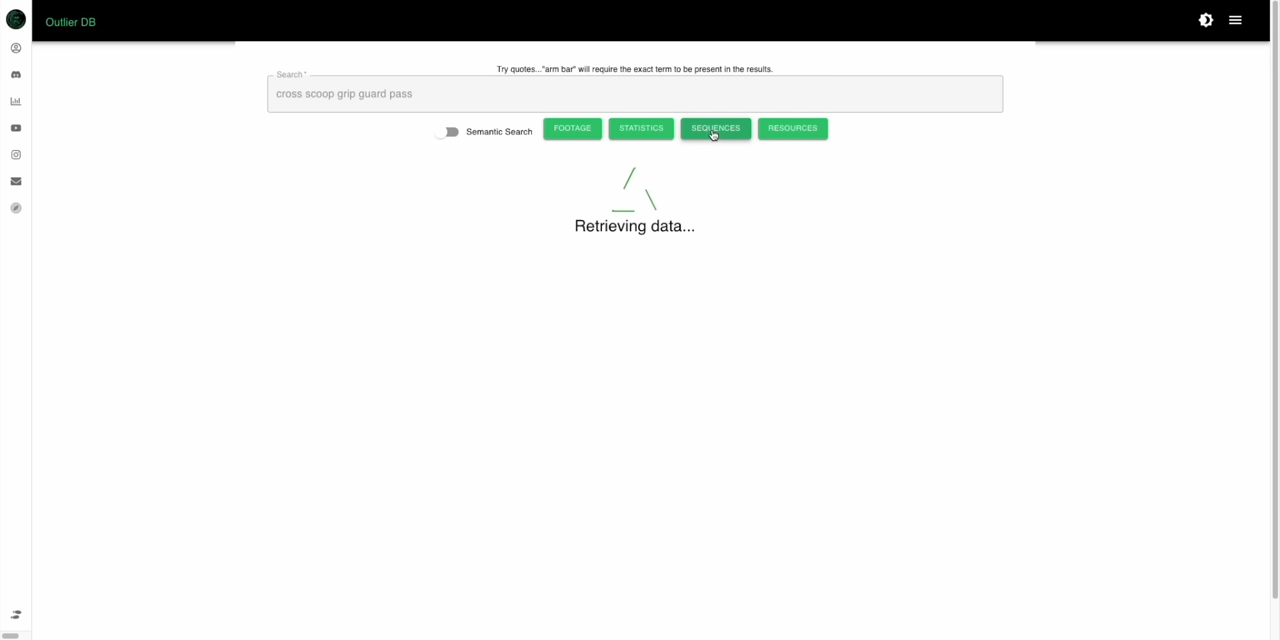 Outlier DB
Try quotes..."arm bar" will require the exact term to be present in the results.
Search *
cross scoop grip guard pass
Semantic Search
FOOTAGE
STATISTICS
SEQUENCES
RESOURCES
Retrieving data...